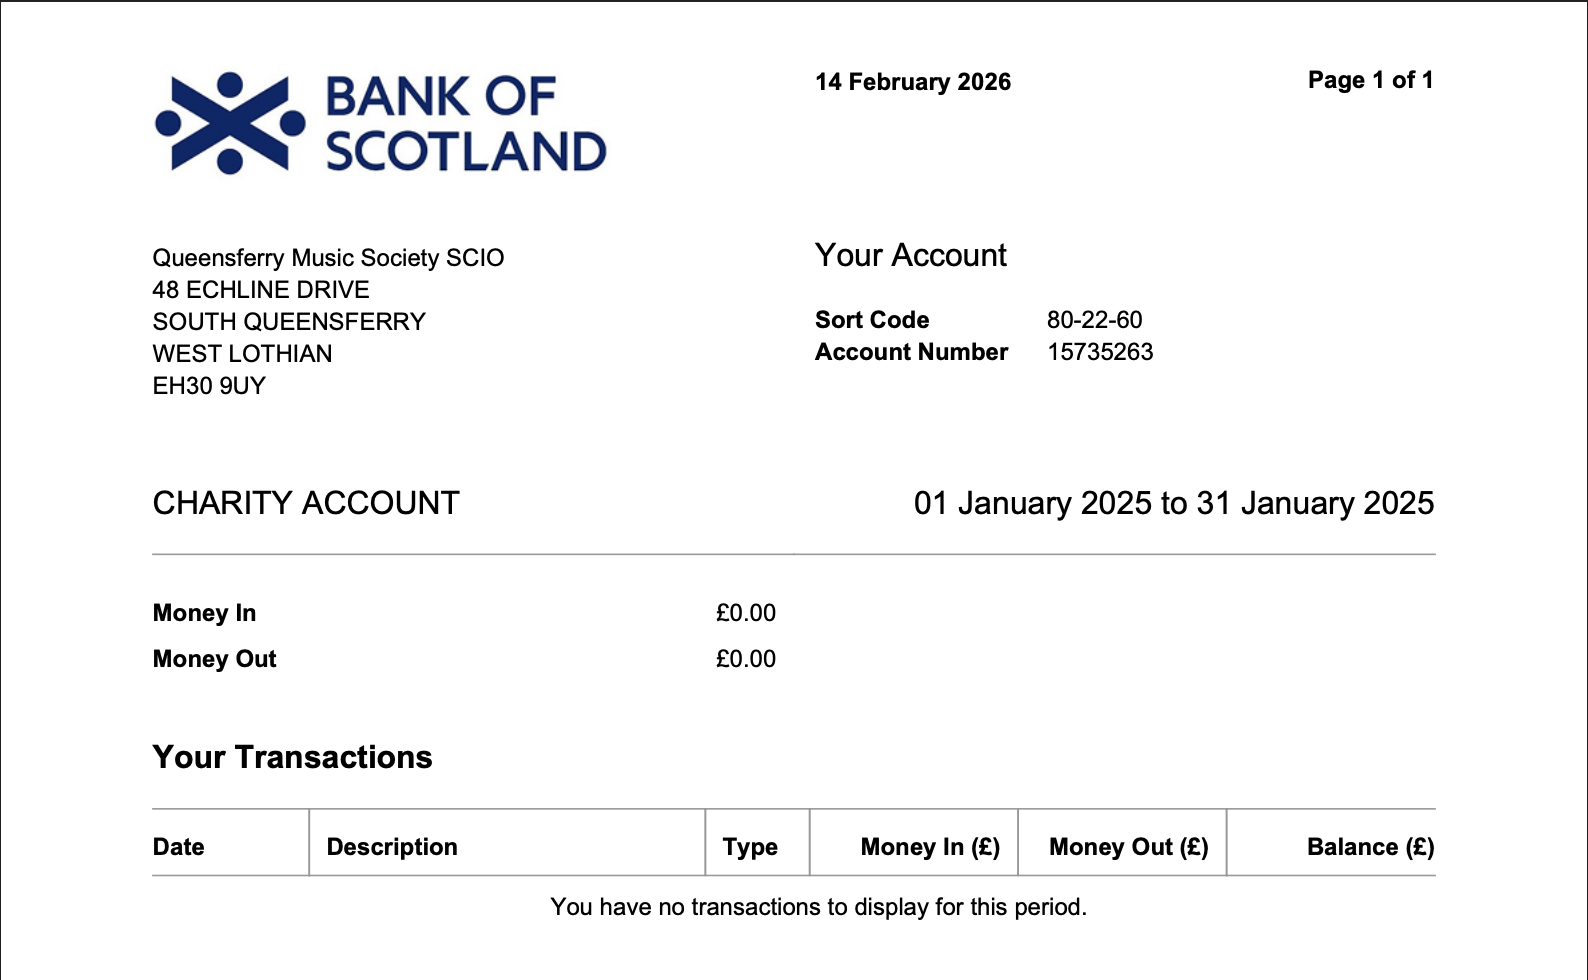 BANK OF
SCOTLAND
14 February 2026
Page 1 of 1
Queensferry Music Society SCIO
48 ECHLINE DRIVE
SOUTH QUEENSFERRY
WEST LOTHIAN
EH30 9UY
Your Account
Sort Code 80-22-60
Account Number 15735263
CHARITY ACCOUNT 01 January 2025 to 31 January 2025
Money In £0.00
Money Out £0.00
Your Transactions
Date Description Type Money In (£) Money Out (£) Balance (£)
You have no transactions to display for this period.